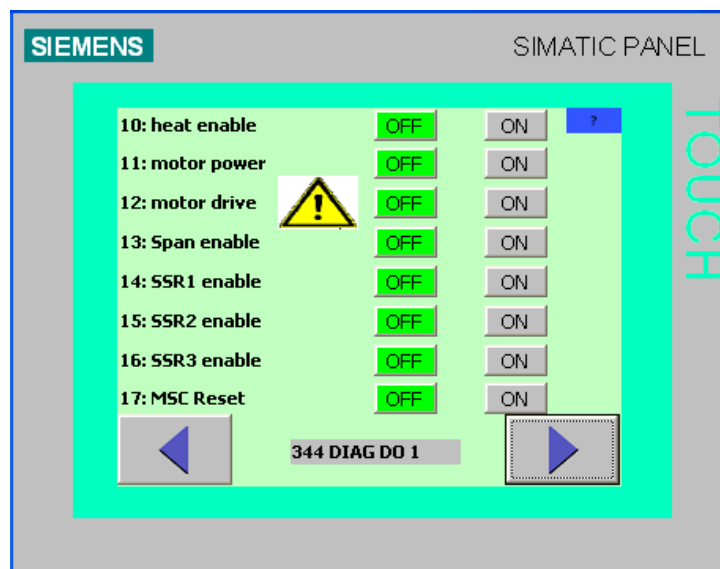 SIEMENS SIMATIC PANEL
TOUCH
10: heat enable OFF ON ?
11: motor power OFF ON
12: motor drive OFF ON
13: Span enable OFF ON
14: SSR1 enable OFF ON
15: SSR2 enable OFF ON
16: SSR3 enable OFF ON
17: MSC Reset OFF ON
344 DIAG DO 1